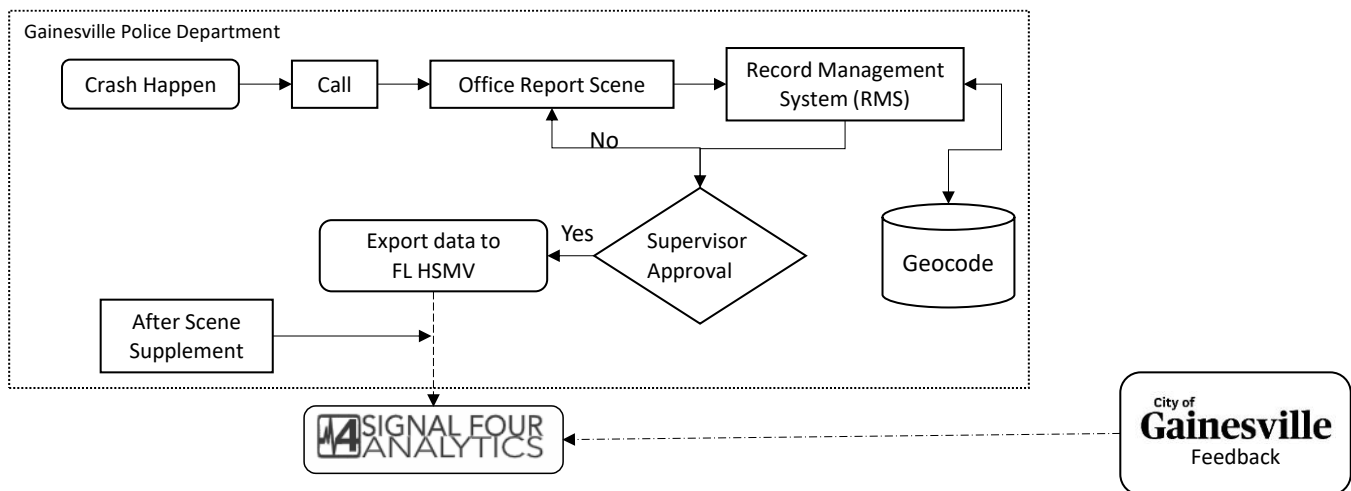 Gainesville Police Department
Crash Happen
Call
Office Report Scene
Record Management
System (RMS)
No
Yes
Supervisor
Approval
Geocode
Export data to
FL HSMV
After Scene
Supplement
4 SIGNAL FOUR
ANALYTICS
City of
Gainesville
Feedback